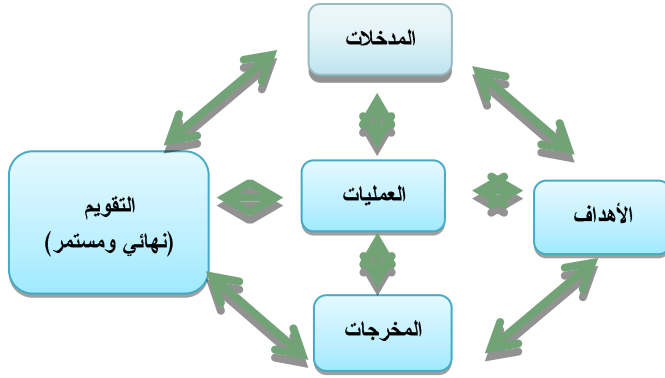 المدخلات
العمليات
الأهداف
التقويم
(نهائي ومستمر)
المخرجات